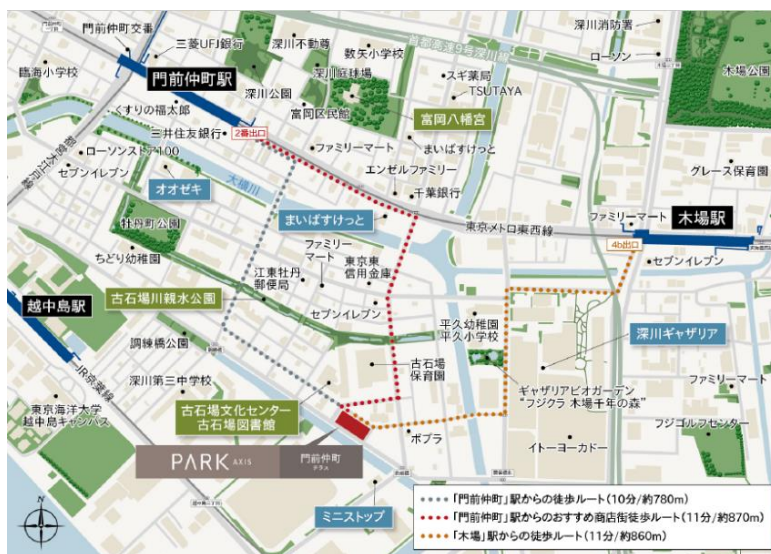 門前仲町交番
三菱UFJ銀行
深川不動尊
数矢小学校
首都高速9号深川線
深川消防署
ローソン
木場公園
臨海小学校
門前仲町駅
深川庭球場
スギ薬局
TSUTAYA
深川公園
富岡区民館
富岡八幡宮
くすりの福太郎
三井住友銀行
2番出口
ファミリーマート
まいばすけっと
ローソンストア100
セブンイレブン
都営大江戸線
オオゼキ
大横川
エンゼルファミリー
千葉銀行
グレース保育園
牡丹町公園
まいばすけっと
東京メトロ東西線
ファミリーマート
木場駅
4b出口
ちどり幼稚園
ファミリー
マート
東京東
信用金庫
セブンイレブン
江東牡丹
郵便局
古石場川親水公園
越中島駅
セブンイレブン
平久幼稚園
平久小学校
深川ギャザリア
調練橋公園
古石場
保育園
JR京葉線
深川第三中学校
ギャザリアビオガーデン
“フジクラ 木場千年の森”
ファミリーマート
東京海洋大学
越中島キャンパス
古石場文化センター
古石場図書館
ポプラ
イトーヨーカドー
フジゴルフセンター
PARK AXIS
門前仲町
テラス
ミニストップ
N
「門前仲町」駅からの徒歩ルート(10分/約780m)
「門前仲町」駅からのおすすめ商店街徒歩ルート(11分/約870m)
「木場」駅からの徒歩ルート(11分/約860m)